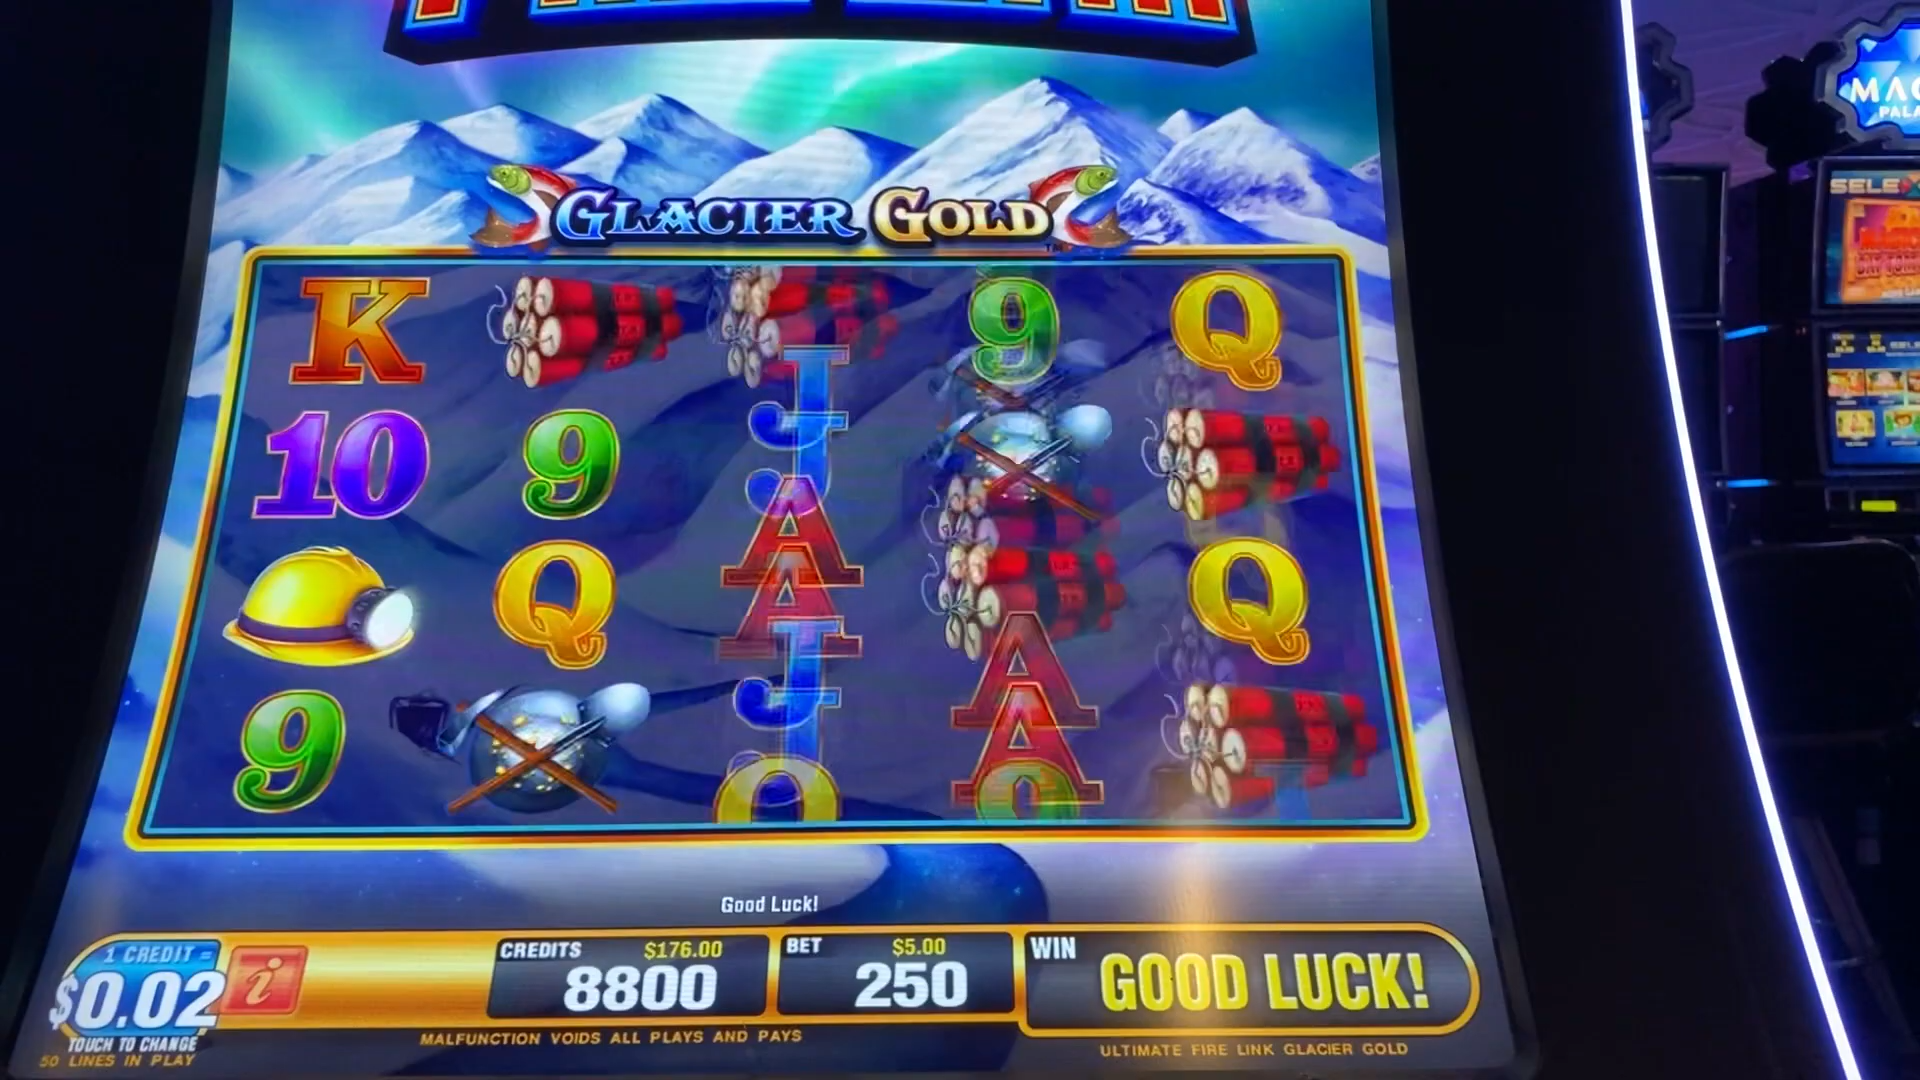 GLACIER GOLD
TM
K
9
Q
10
9
J
A
Q
Q
A
J
Q
9
A
Good Luck!
1 CREDIT =
$0.02
TOUCH TO CHANGE
50 LINES IN PLAY
i
CREDITS $176.00
8800
BET $5.00
250
WIN
GOOD LUCK!
MALFUNCTION VOIDS ALL PLAYS AND PAYS
ULTIMATE FIRE LINK GLACIER GOLD